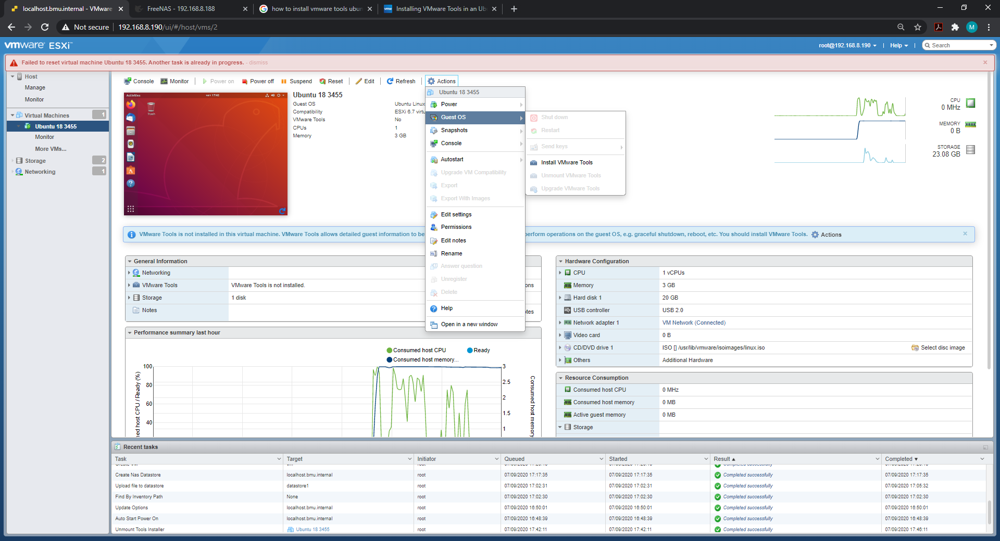 localhost.bmu.internal - VMware
FreeNAS - 192.168.8.188
how to install vmware tools ubun
Installing VMware Tools in an Ub
Not secure
192.168.8.190/ui/#/host/vms/2
M
vmware ESXi™
root@192.168.8.190
Help
Search
Failed to reset virtual machine Ubuntu 18 3455. Another task is already in progress. - dismiss
Host
Manage
Monitor
Virtual Machines 1
Ubuntu 18 3455
Monitor
More VMs...
Storage 2
Networking 1
Console Monitor Power on Power off Suspend Reset Edit Refresh Actions
Activities
чет 17:42
Trash
Ubuntu 18 3455
Guest OS Ubuntu Linux
Compatibility ESXi 6.7 virtu
VMware Tools No
CPUs 1
Memory 3 GB
Ubuntu 18 3455
Power
Guest OS
Snapshots
Console
Autostart
Upgrade VM Compatibility
Export
Export With Images
Edit settings
Permissions
Edit notes
Rename
Answer question
Unregister
Delete
Help
Open in a new window
Shut down
Restart
Send keys
Install VMware Tools
Unmount VMware Tools
Upgrade VMware Tools
CPU
0 MHz
MEMORY
0 B
STORAGE
23.08 GB
VMware Tools is not installed in this virtual machine. VMware Tools allows detailed guest information to be perform operations on the guest OS, e.g. graceful shutdown, reboot, etc. You should install VMware Tools. Actions
General Information
Networking
VMware Tools VMware Tools is not installed. ons
Storage 1 disk
Notes otes
Performance summary last hour
Consumed host CPU Ready
Consumed host memory...
100
80
60
40
3
2.5
2
1.5
1
ed host CPU / Ready (%)
Consumed host memory
Hardware Configuration
CPU 1 vCPUs
Memory 3 GB
Hard disk 1 20 GB
USB controller USB 2.0
Network adapter 1 VM Network (Connected)
Video card 0 B
CD/DVD drive 1 ISO [] /usr/lib/vmware/isoimages/linux.iso Select disc image
Others Additional Hardware
Resource Consumption
Consumed host CPU 0 MHz
Consumed host memory 0 MB
Active guest memory 0 MB
Storage
Recent tasks
Task Target Initiator Queued Started Result ▲ Completed ▼
Create Nas Datastore localhost.bmu.internal root 07/09/2020 17:17:35 07/09/2020 17:17:35 Completed successfully 07/09/2020 17:17:35
Upload file to datastore datastore1 root 07/09/2020 17:02:31 07/09/2020 17:02:31 Completed successfully 07/09/2020 17:05:32
Find By Inventory Path None root 07/09/2020 17:02:30 07/09/2020 17:02:30 Completed successfully 07/09/2020 17:02:30
Update Options localhost.bmu.internal root 07/09/2020 16:50:01 07/09/2020 16:50:01 Completed successfully 07/09/2020 16:50:01
Auto Start Power On localhost.bmu.internal root 07/09/2020 16:48:39 07/09/2020 16:48:39 Completed successfully 07/09/2020 16:48:39
Unmount Tools Installer Ubuntu 18 3455 root 07/09/2020 17:42:11 07/09/2020 17:42:11 Completed successfully 07/09/2020 17:46:11